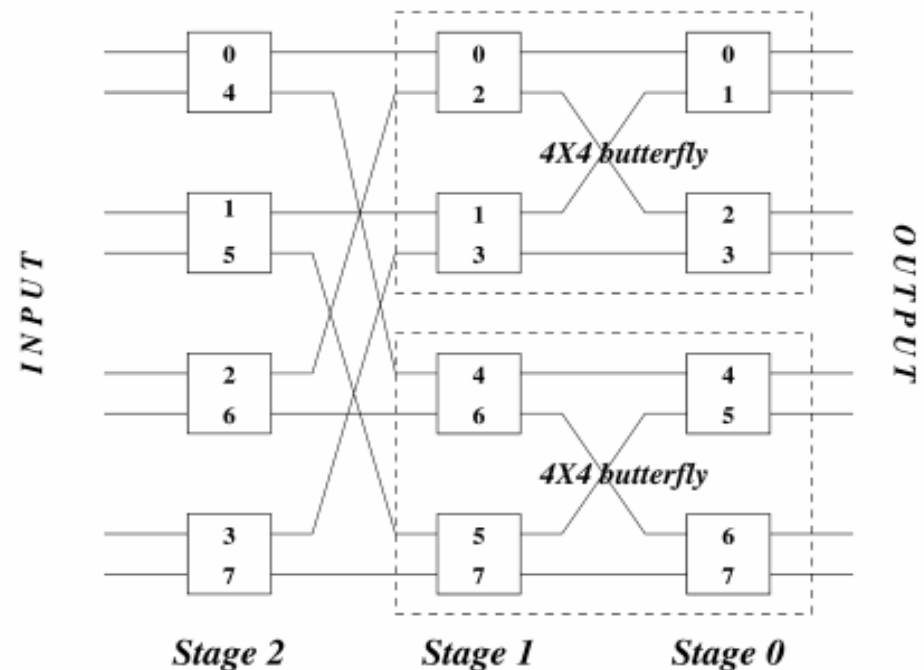 0 0 0
4 2 1
4X4 butterfly
1 1 2
5 3 3
INPUT
OUTPUT
2 4 4
6 6 5
4X4 butterfly
3 5 6
7 7 7
Stage 2 Stage 1 Stage 0